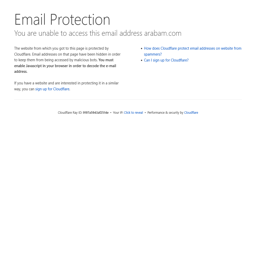 Email Protection
You are unable to access this email address arabam.com
The website from which you got to this page is protected by
Cloudflare. Email addresses on that page have been hidden in order
to keep them from being accessed by malicious bots. You must
enable Javascript in your browser in order to decode the e-mail
address.
If you have a website and are interested in protecting it in a similar
way, you can sign up for Cloudflare.
How does Cloudflare protect email addresses on website from
spammers?
Can I sign up for Cloudflare?
Cloudflare Ray ID: • Your IP: Click to reveal • Performance & security by Cloudflare